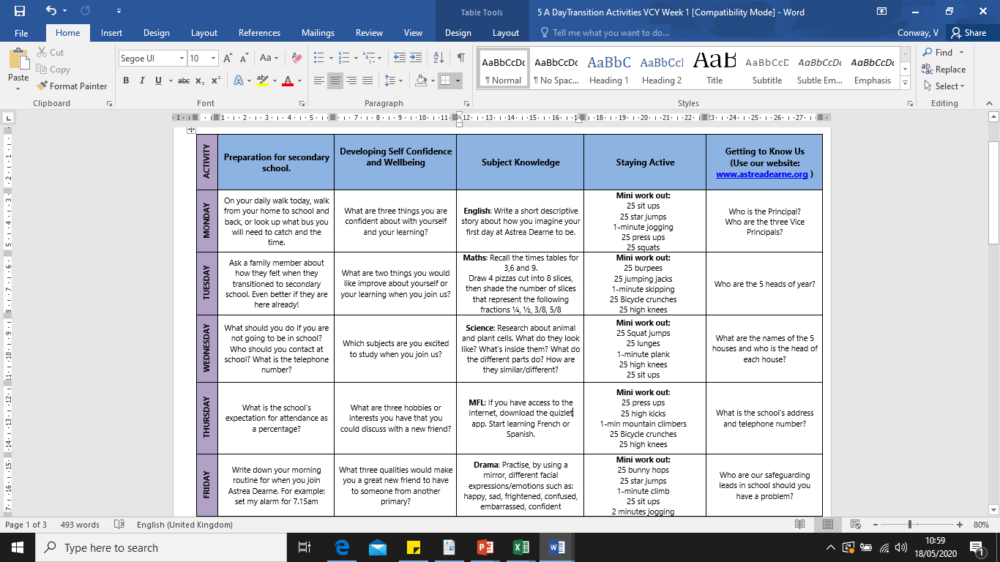 Table Tools
5 A DayTransition Activities VCY Week 1 [Compatibility Mode] - Word
File Home Insert Design Layout References Mailings Review View Design Layout Tell me what you want to do... Conway, V Share
Paste
Cut
Copy
Format Painter
Clipboard
Segoe UI 10
Font
Paragraph
AaBbCcDc AaBbCcDc AaBbC AaBbCcI AaB AaBbCcD AaBbCcDc AaBbCcDc
¶ Normal ¶ No Spac... Heading 1 Heading 2 Title Subtitle Subtle Em... Emphasis
Styles
Find
Replace
Select
Editing
ACTIVITY
Preparation for secondary
school.
Developing Self Confidence
and Wellbeing
Subject Knowledge
Staying Active
Getting to Know Us
(Use our website:
www.astreadearne.org )
MONDAY
On your daily walk today, walk
from your home to school and
back, or look up what bus you
will need to catch and the
time.
What are three things you are
confident about with yourself
and your learning?
English: Write a short descriptive
story about how you imagine your
first day at Astrea Dearne to be.
Mini work out:
25 sit ups
25 star jumps
1-minute jogging
25 press ups
25 squats
Who is the Principal?
Who are the three Vice
Principals?
TUESDAY
Ask a family member about
how they felt when they
transitioned to secondary
school. Even better if they are
here already!
What are two things you would
like improve about yourself or
your learning when you join us?
Maths: Recall the times tables for
3,6 and 9.
Draw 4 pizzas cut into 8 slices,
then shade the number of slices
that represent the following
fractions ¼, ½, 3/8, 5/8
Mini work out:
25 burpees
25 jumping jacks
1-minute skipping
25 Bicycle crunches
25 high knees
Who are the 5 heads of year?
WEDNESDAY
What should you do if you are
not going to be in school?
Who should you contact at
school? What is the telephone
number?
Which subjects are you excited
to study when you join us?
Science: Research about animal
and plant cells. What do they look
like? What's inside them? What do
the different parts do? How are
they similar/different?
Mini work out:
25 Squat jumps
25 lunges
1-minute plank
25 high knees
25 sit ups
What are the names of the 5
houses and who is the head of
each house?
THURSDAY
What is the school's
expectation for attendance as
a percentage?
What are three hobbies or
interests you have that you
could discuss with a new friend?
MFL: If you have access to the
internet, download the quizlet
app. Start learning French or
Spanish.
Mini work out:
25 press ups
25 high kicks
1-min mountain climbers
25 Bicycle crunches
25 high knees
What is the school's address
and telephone number?
FRIDAY
Write down your morning
routine for when you join
Astrea Dearne. For example:
set my alarm for 7.15am
What three qualities would make
you a great new friend to have
to someone from another
primary?
Drama: Practise, by using a
mirror, different facial
expressions/emotions such as:
happy, sad, frightened, confused,
embarrassed, confident
Mini work out:
25 bunny hops
25 star jumps
1-minute climb
25 sit ups
2 minutes jogging
Who are our safeguarding
leads in school should you
have a problem?
Page 1 of 3 493 words English (United Kingdom) 80%
Type here to search
10:59
18/05/2020